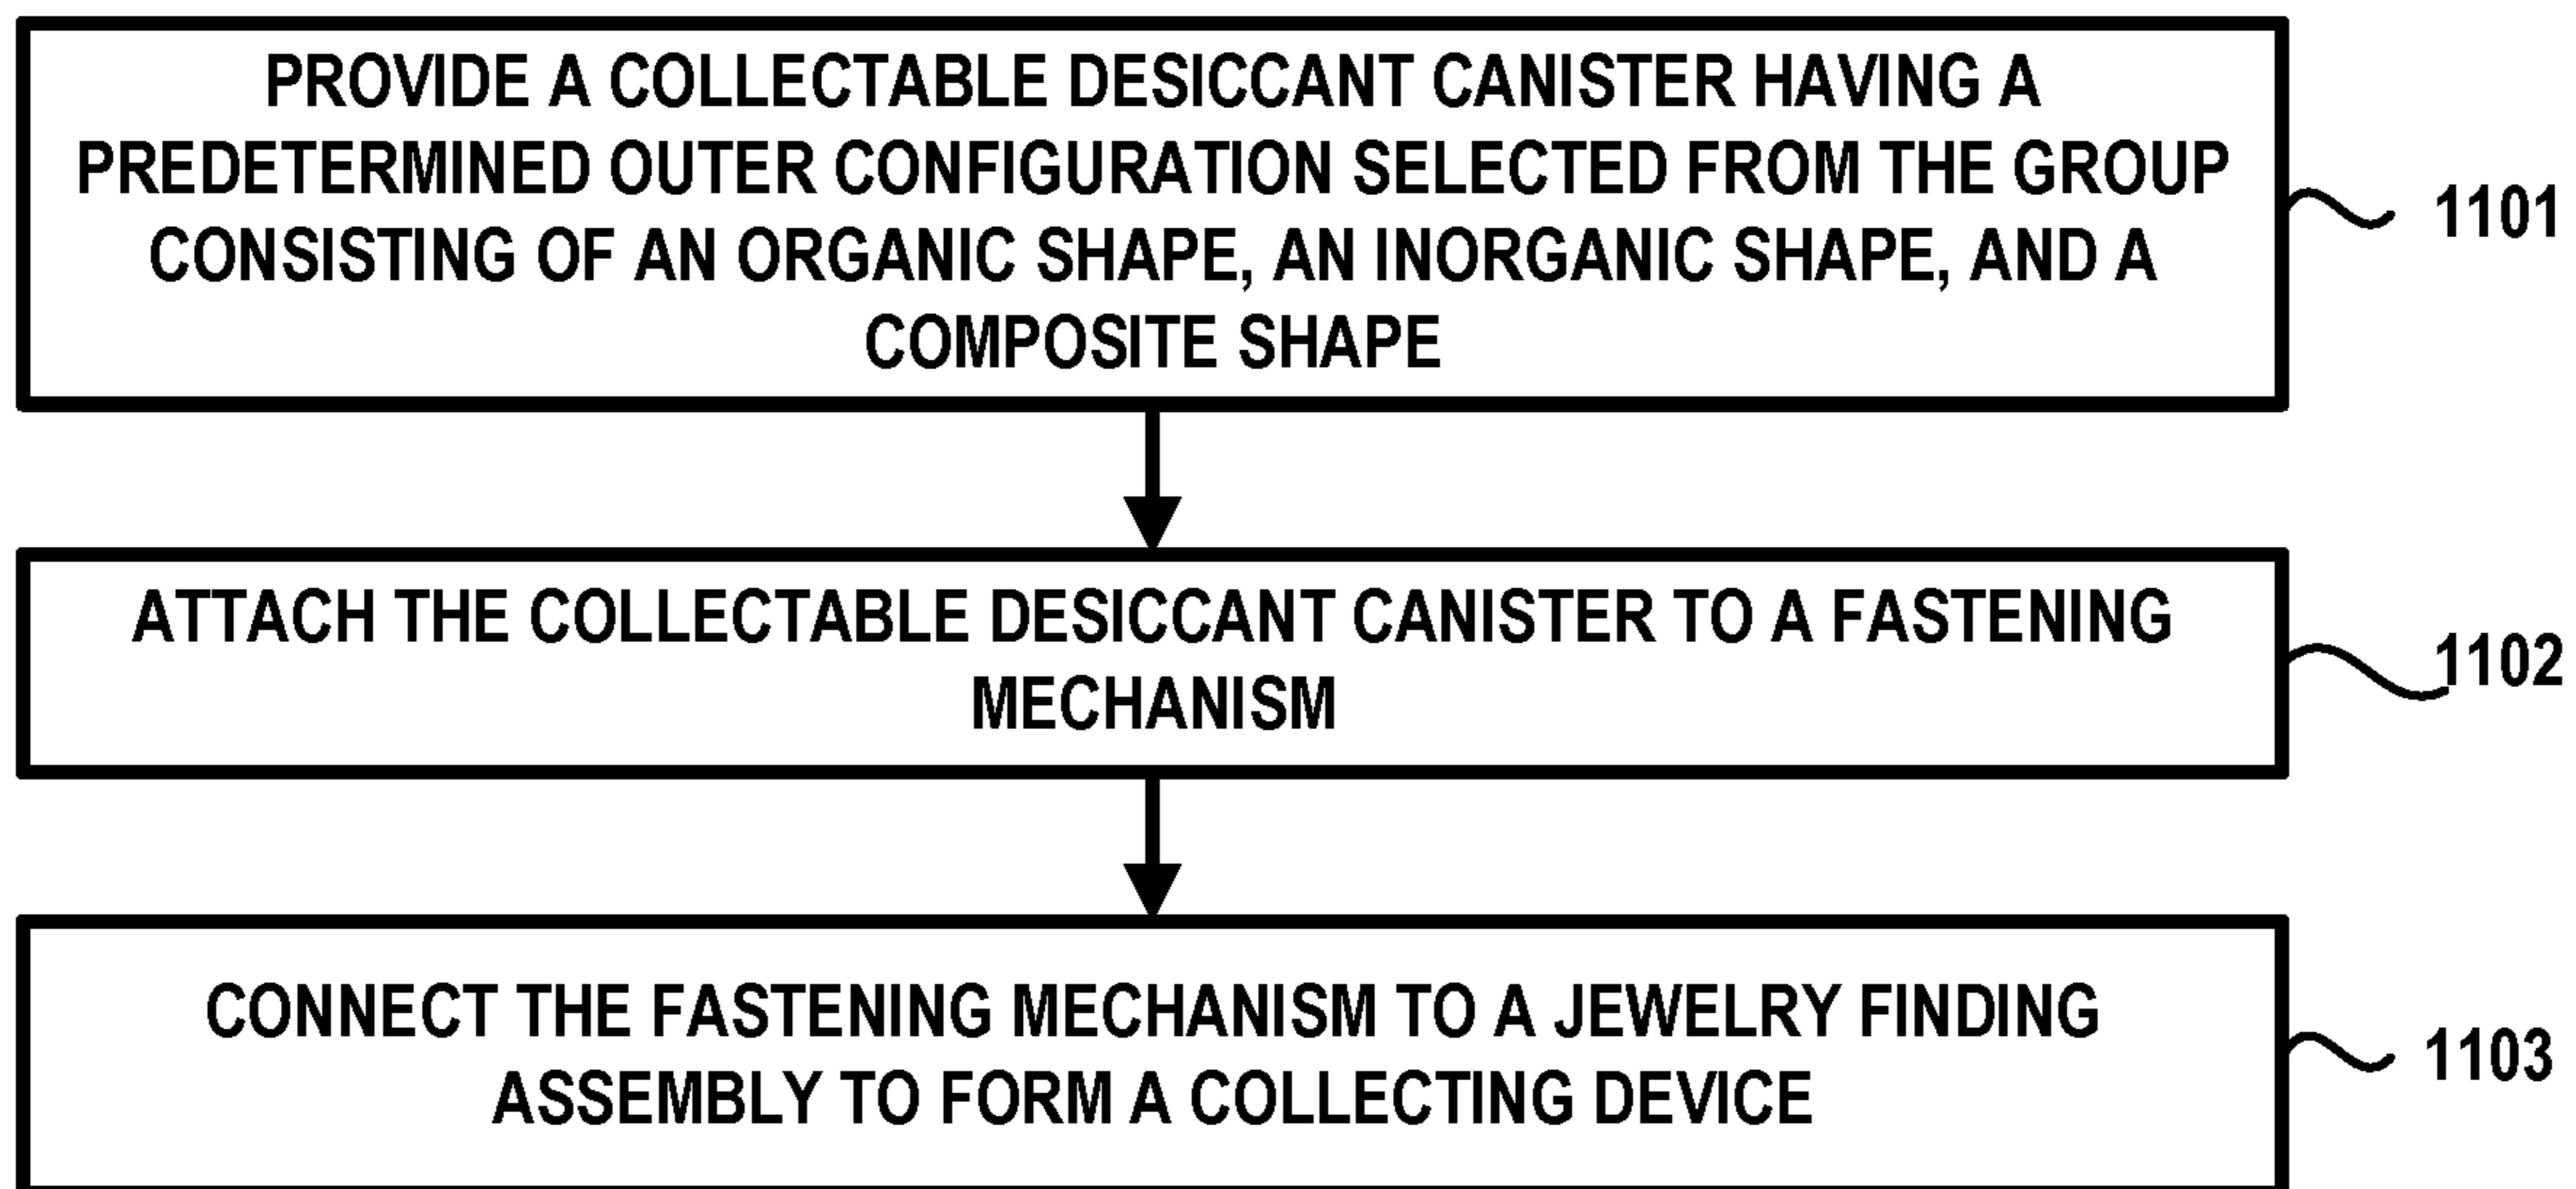 PROVIDE A COLLECTABLE DESICCANT CANISTER HAVING A
PREDETERMINED OUTER CONFIGURATION SELECTED FROM THE GROUP
CONSISTING OF AN ORGANIC SHAPE, AN INORGANIC SHAPE, AND A
COMPOSITE SHAPE
1101
ATTACH THE COLLECTABLE DESICCANT CANISTER TO A FASTENING
MECHANISM
1102
CONNECT THE FASTENING MECHANISM TO A JEWELRY FINDING
ASSEMBLY TO FORM A COLLECTING DEVICE
1103